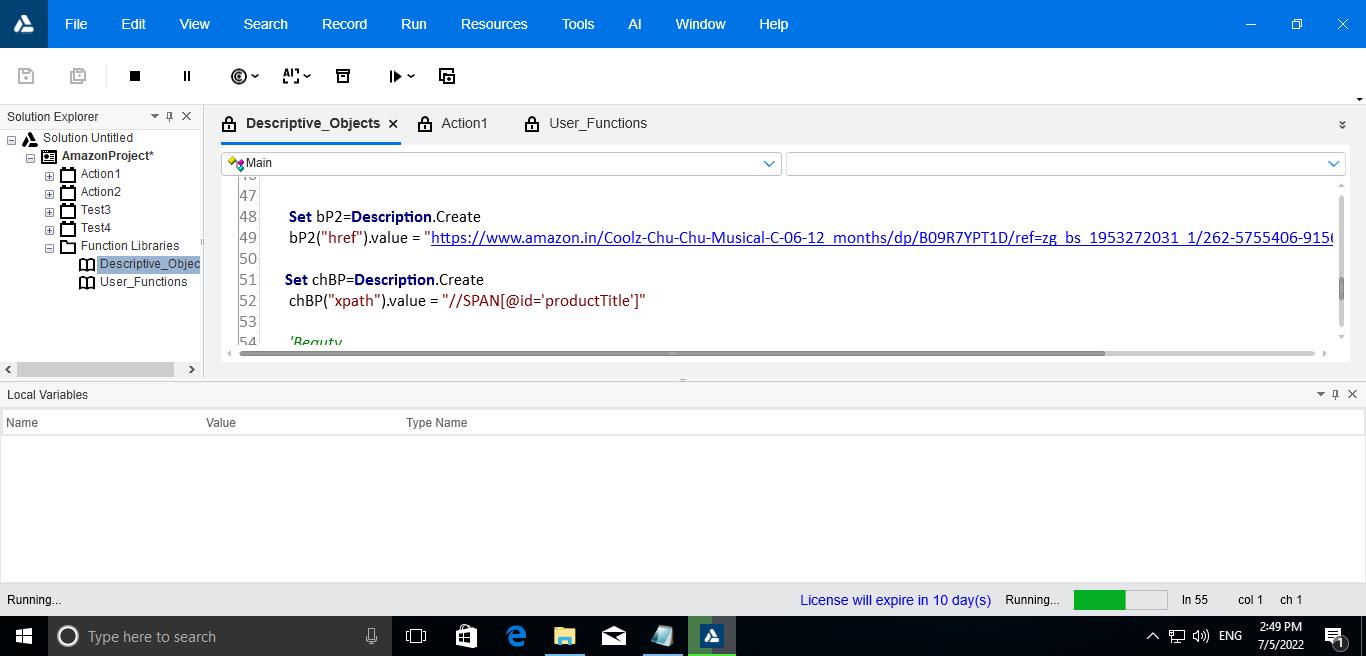 File Edit View Search Record Run Resources Tools AI Window Help
Solution Explorer
Solution Untitled
AmazonProject*
Action1
Action2
Test3
Test4
Function Libraries
Descriptive_Objec
User_Functions
Descriptive_Objects Action1 User_Functions
Main
47
48 Set bP2=Description.Create
49 bP2("href").value = "https://www.amazon.in/Coolz-Chu-Chu-Musical-C-06-12_months/dp/B09R7YPT1D/ref=zg_bs_1953272031_1/262-5755406-9156
50
51 Set chBP=Description.Create
52 chBP("xpath").value = "//SPAN[@id='productTitle']"
53
54 'Beauty
Local Variables
Name Value Type Name
Running... License will expire in 10 day(s) Running... ln 55 col 1 ch 1
Type here to search ENG 2:49 PM
7/5/2022
1